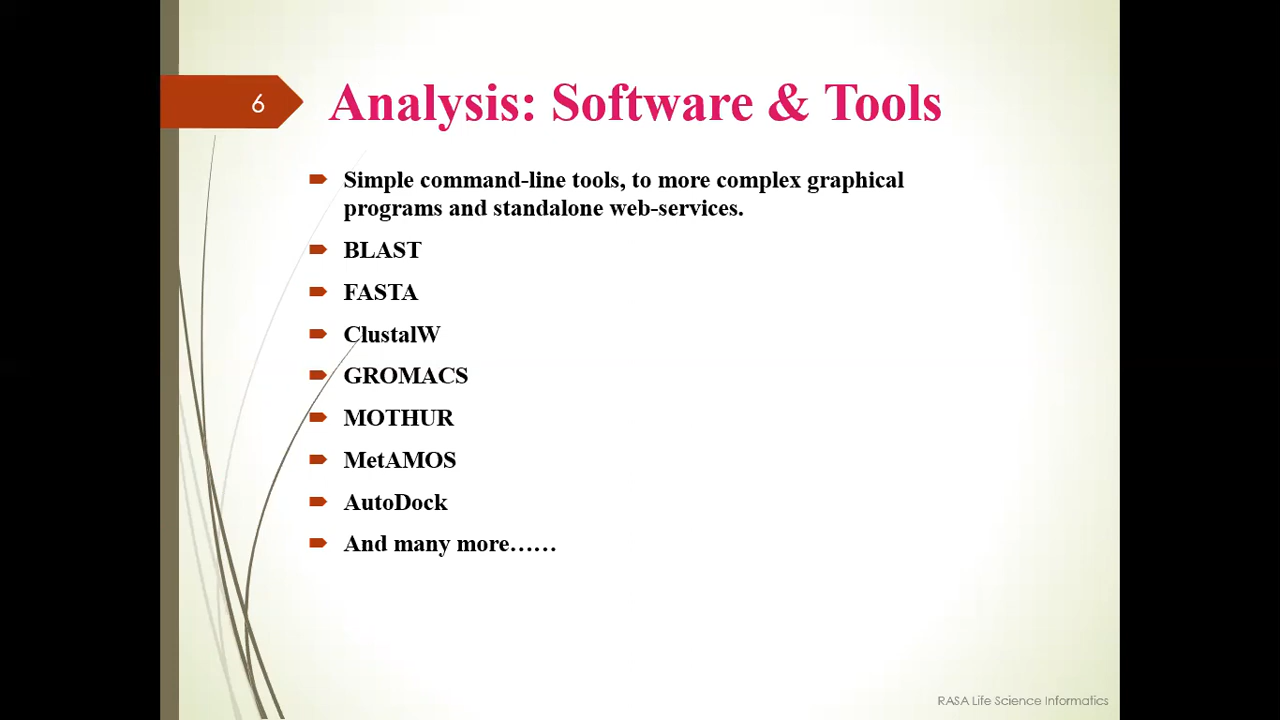 6
Analysis: Software & Tools
Simple command-line tools, to more complex graphical
programs and standalone web-services.
BLAST
FASTA
ClustalW
GROMACS
MOTHUR
MetAMOS
AutoDock
And many more……
RASA Life Science Informatics